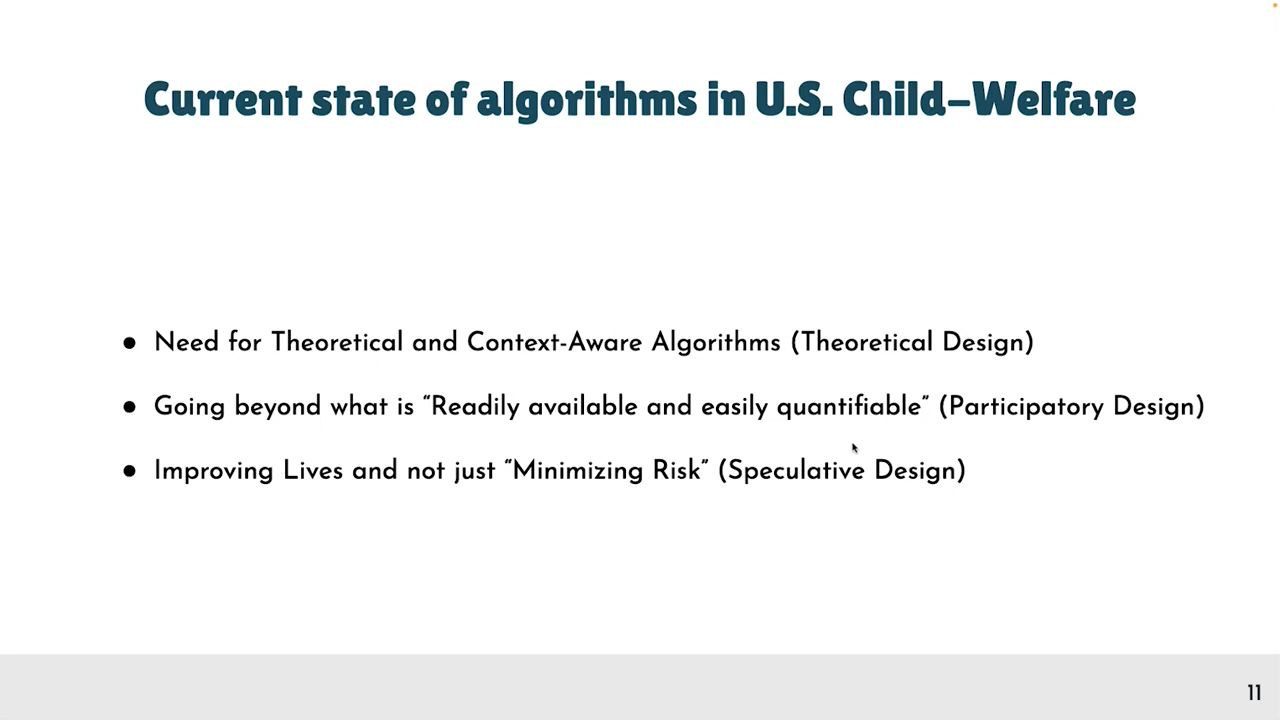 Current state of algorithms in U.S. Child-Welfare
● Need for Theoretical and Context-Aware Algorithms (Theoretical Design)
● Going beyond what is “Readily available and easily quantifiable” (Participatory Design)
● Improving Lives and not just “Minimizing Risk” (Speculative Design)
11